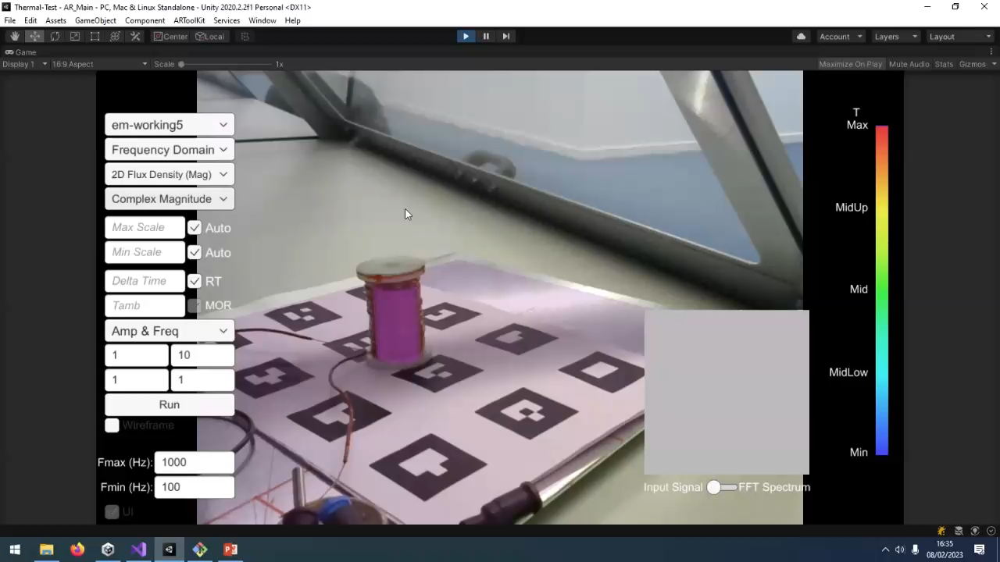 Thermal-Test - AR_Main - PC, Mac & Linux Standalone - Unity 2020.2.2f1 Personal <DX11>
File Edit Assets GameObject Component ARToolKit Services Window Help
Center Local Account Layers Layout
Game
Display 1 16:9 Aspect Scale 1x Maximize On Play Mute Audio Stats Gizmos
T
em-working5 Max
Frequency Domain
2D Flux Density (Mag)
Complex Magnitude MidUp
Max Scale Auto
Min Scale Auto
Delta Time RT Mid
Tamb MOR
Amp & Freq
1 10
1 1 MidLow
Run
Wireframe
Fmax (Hz): 1000 Min
Fmin (Hz): 100 Input Signal FFT Spectrum
UI
16:35
08/02/2023